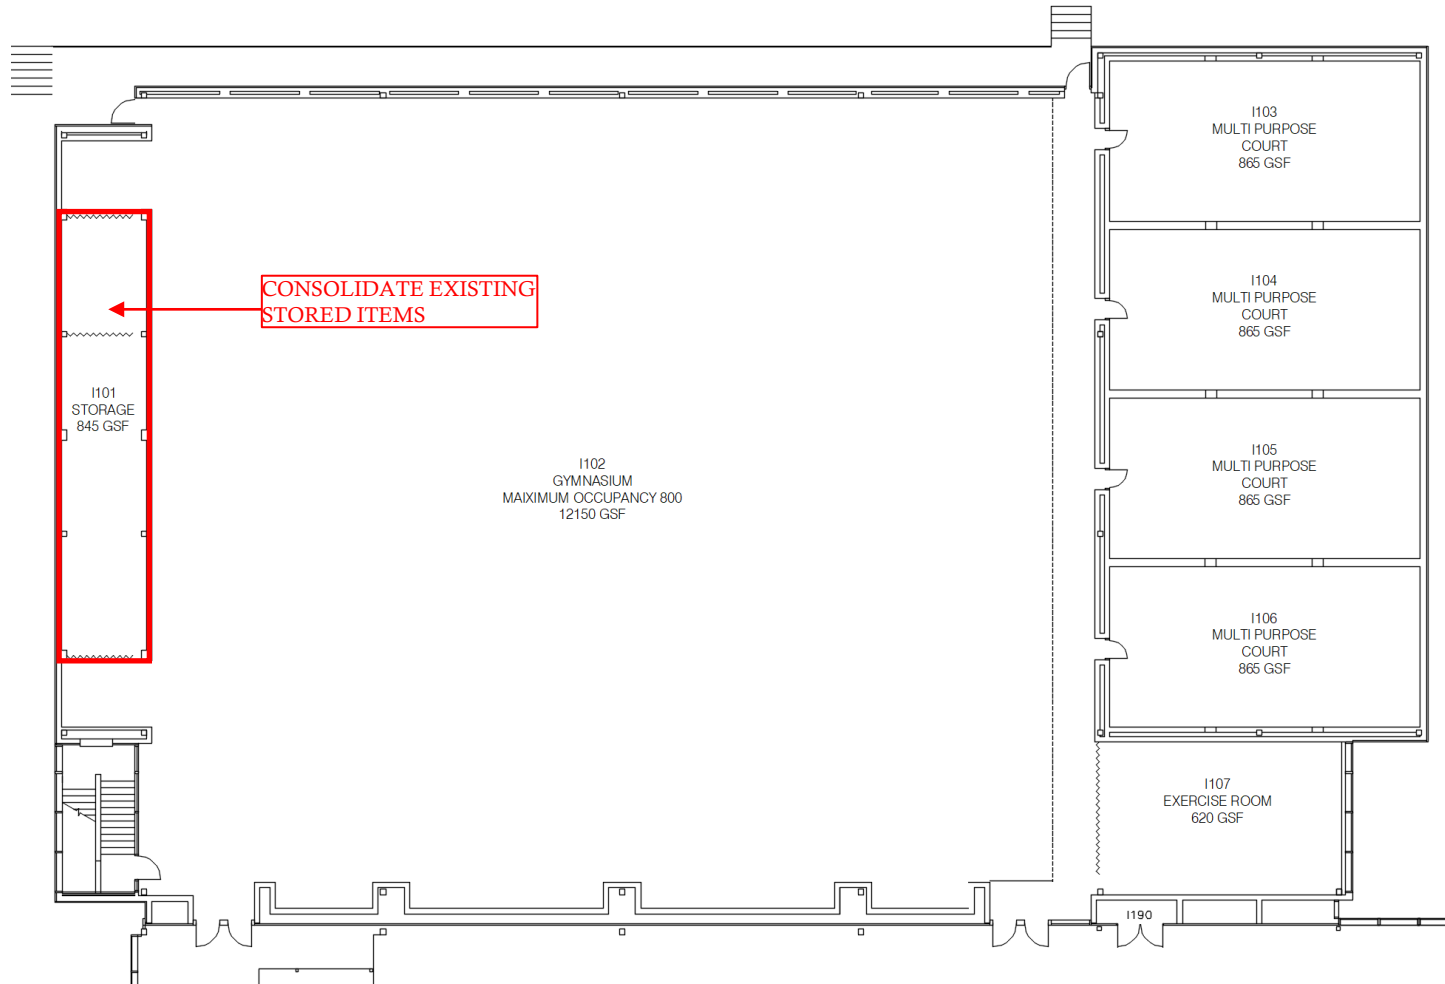 I103
MULTI PURPOSE
COURT
865 GSF
CONSOLIDATE EXISTING
STORED ITEMS
I104
MULTI PURPOSE
COURT
865 GSF
I101
STORAGE
845 GSF
I102
GYMNASIUM
MAIXIMUM OCCUPANCY 800
12150 GSF
I105
MULTI PURPOSE
COURT
865 GSF
I106
MULTI PURPOSE
COURT
865 GSF
I107
EXERCISE ROOM
620 GSF
I190